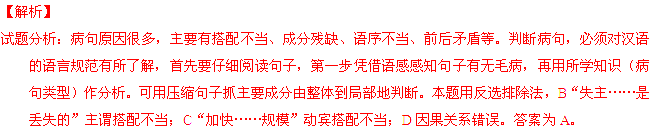 【解析】
试题分析：病句原因很多，主要有搭配不当、成分残缺、语序不当、前后矛盾等。判断病句，必须对汉语
的语言规范有所了解，首先要仔细阅读句子，第一步凭借语感感知句子有无毛病，再用所学知识（病
句类型）作分析。可用压缩句子抓主要成分由整体到局部地判断。本题用反选排除法，B“失主……是
丢失的”主谓搭配不当；C“加快……规模”动宾搭配不当；D因果关系错误。答案为A。